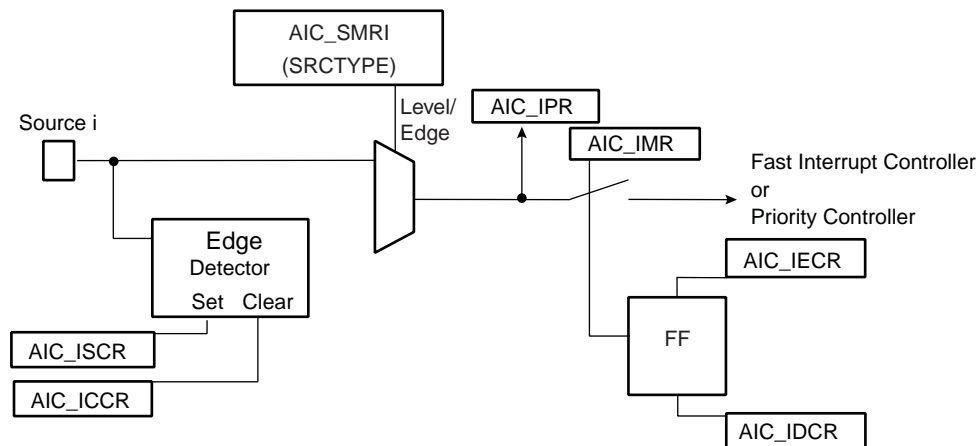 AIC_SMRI
(SRCTYPE)
Level/
Edge
AIC_IPR
Source i
AIC_IMR
Fast Interrupt Controller
or
Priority Controller
Edge
Detector
Set Clear
AIC_IECR
FF
AIC_ISCR
AIC_ICCR
AIC_IDCR